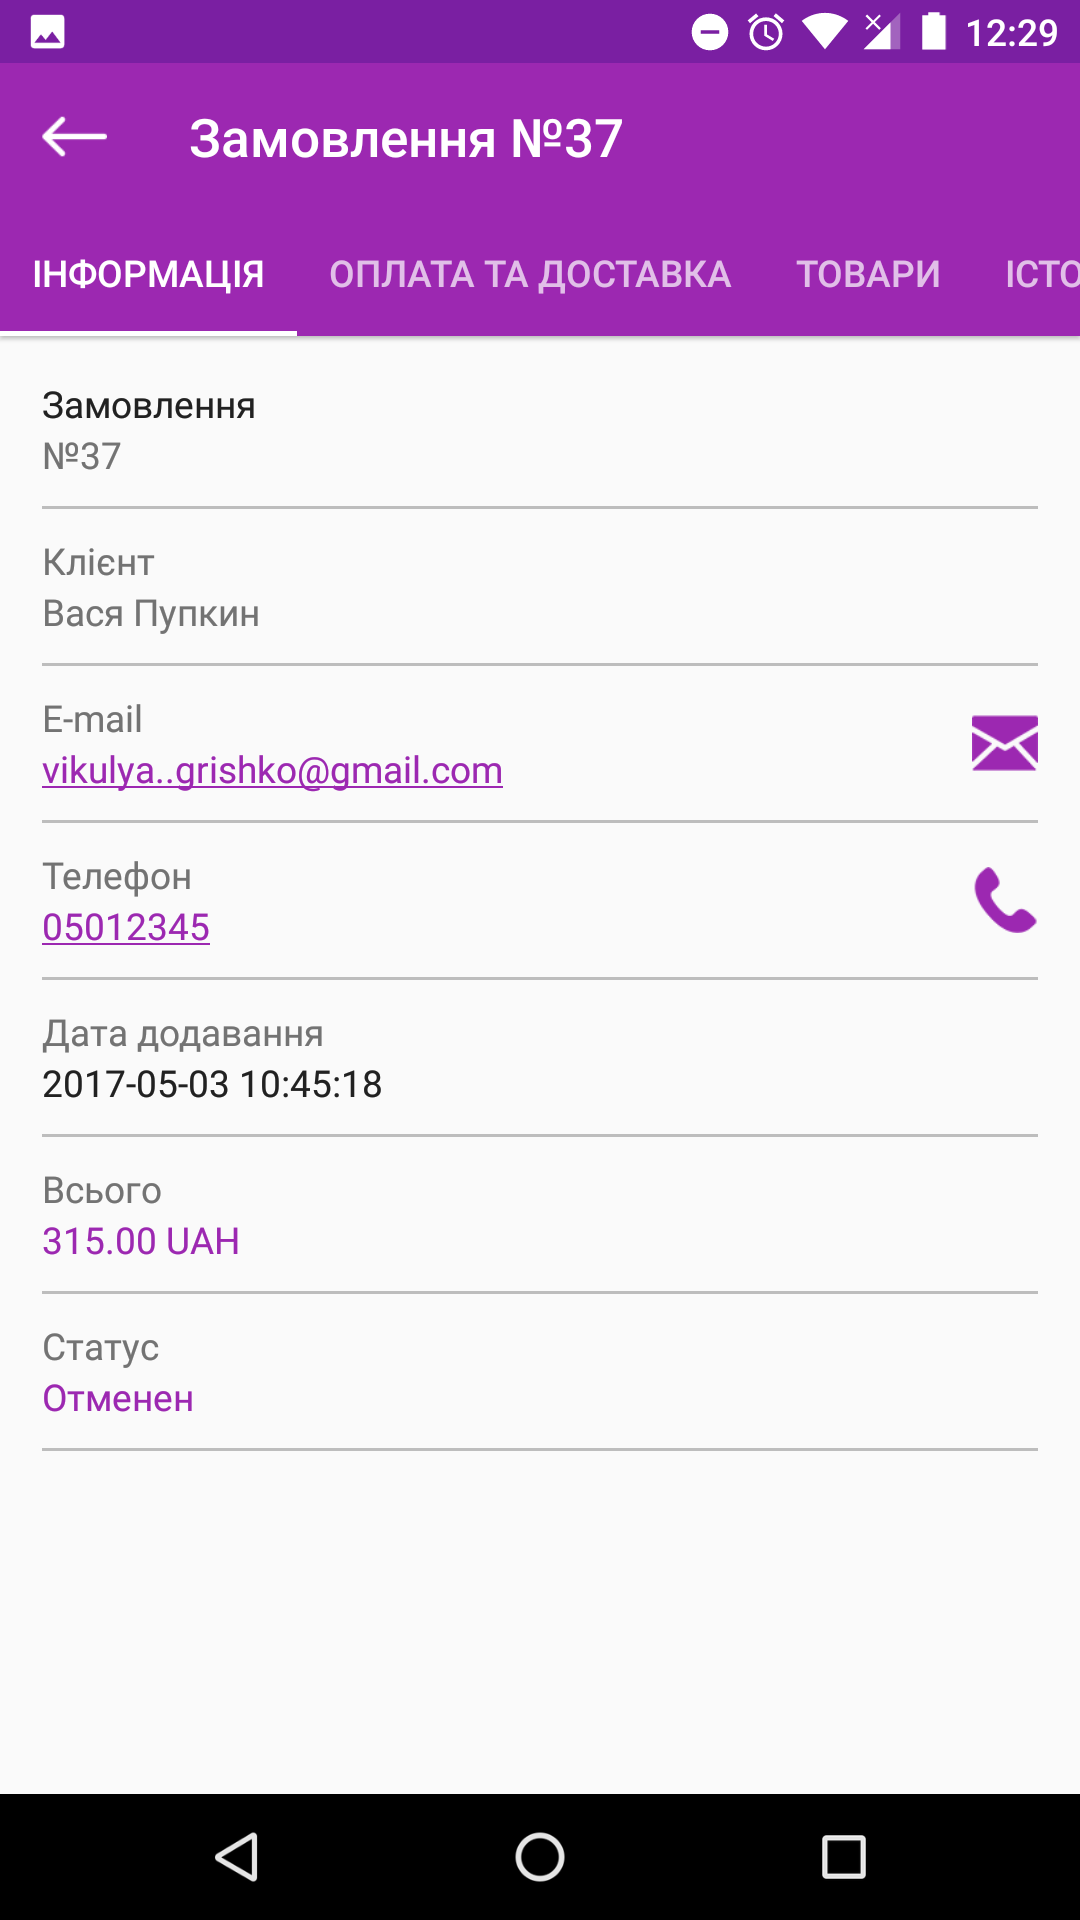 12:29
Замовлення №37
ІНФОРМАЦІЯ ОПЛАТА ТА ДОСТАВКА ТОВАРИ ІСТО
Замовлення
№37
Клієнт
Вася Пупкин
E-mail
vikulya..grishko@gmail.com
Телефон
05012345
Дата додавання
2017-05-03 10:45:18
Всього
315.00 UAH
Статус
Отменен